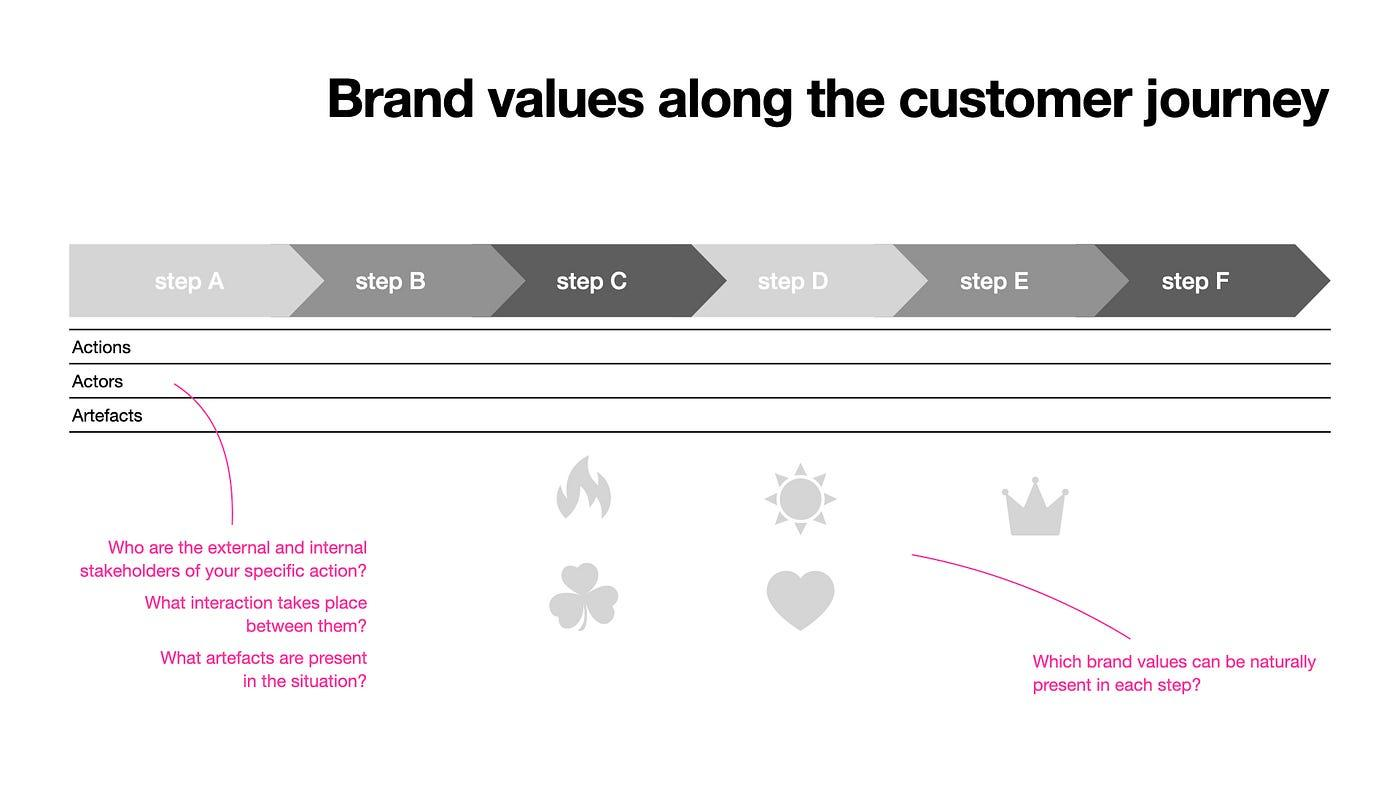 Brand values along the customer journey
step A
step B
step C
step D
step E
step F
Actions
Actors
Artefacts
Who are the external and internal
stakeholders of your specific action?
What interaction takes place
between them?
What artefacts are present
in the situation?
Which brand values can be naturally
present in each step?